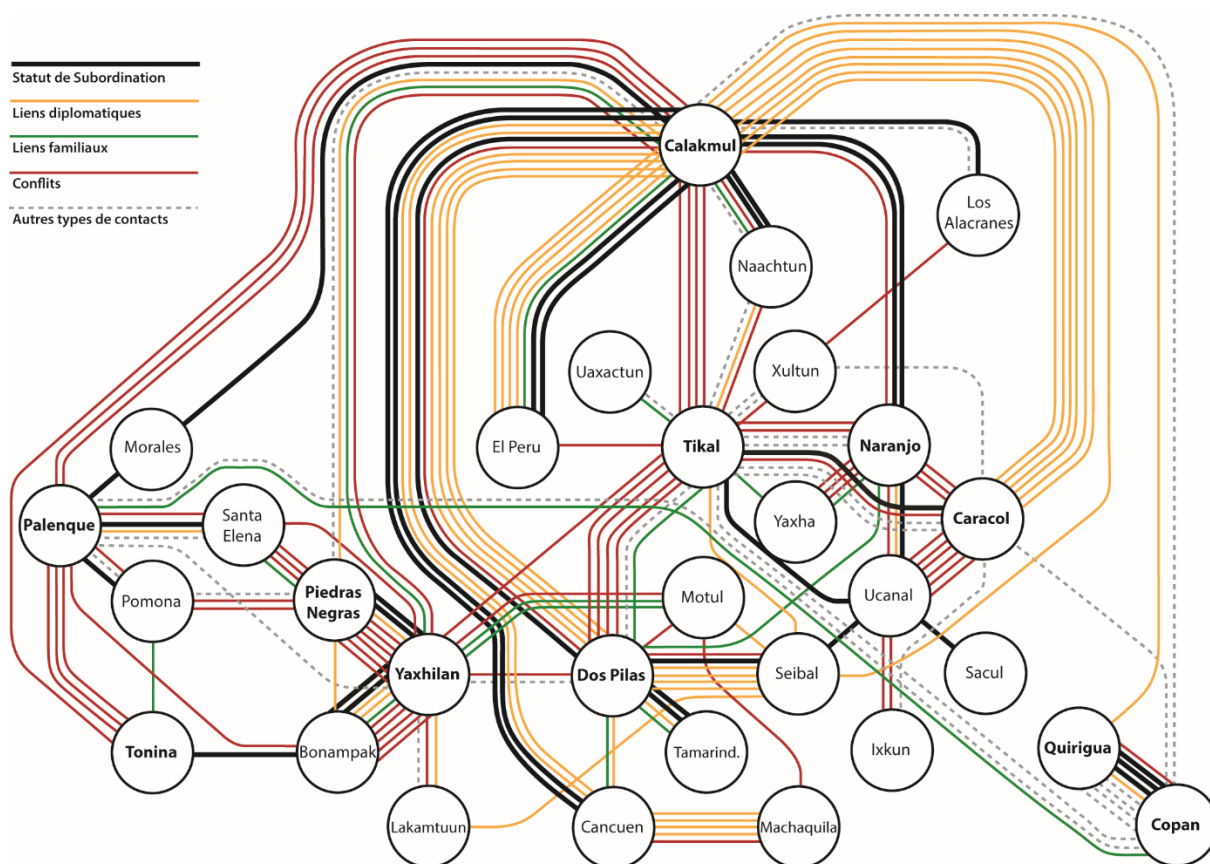 Statut de Subordination
Liens diplomatiques
Liens familiaux
Conflits
Autres types de contacts
Calakmul
Los
Alacranes
Naachtun
Uaxactun
Xultun
Morales
El Peru
Tikal
Naranjo
Palenque
Santa
Elena
Yaxha
Caracol
Pomona
Piedras
Negras
Motul
Ucanal
Yaxhilan
Dos Pilas
Seibal
Sacul
Tonina
Bonampak
Tamarind.
Ixkun
Quirigua
Lakamtuun
Cancuen
Machaquila
Copan